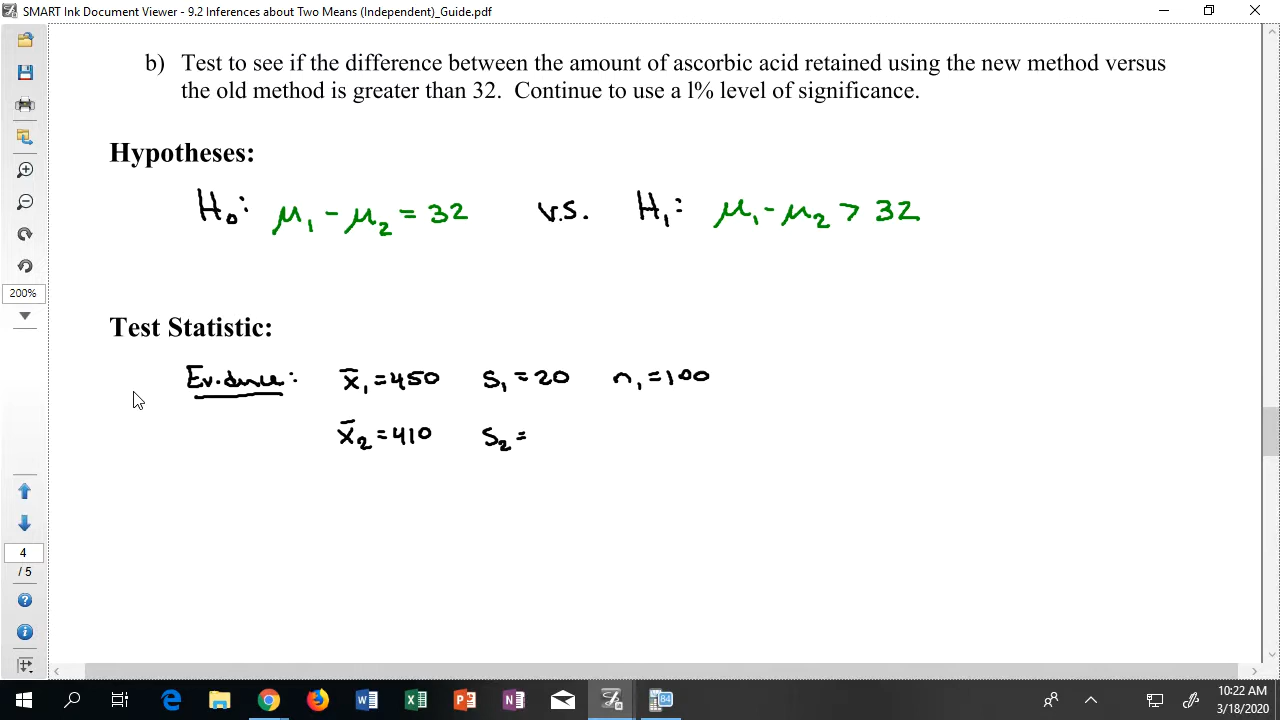 SMART Ink Document Viewer - 9.2 Inferences about Two Means (Independent)_Guide.pdf
b) Test to see if the difference between the amount of ascorbic acid retained using the new method versus
the old method is greater than 32. Continue to use a l% level of significance.
Hypotheses:
H₀: μ₁ - μ₂ = 32 v.s. H₁: μ₁ - μ₂ > 32
200%
Test Statistic:
Evidence: x̄₁ = 450 s₁ = 20 n₁ = 100
x̄₂ = 410 s₂ =
4
/ 5
10:22 AM
3/18/2020